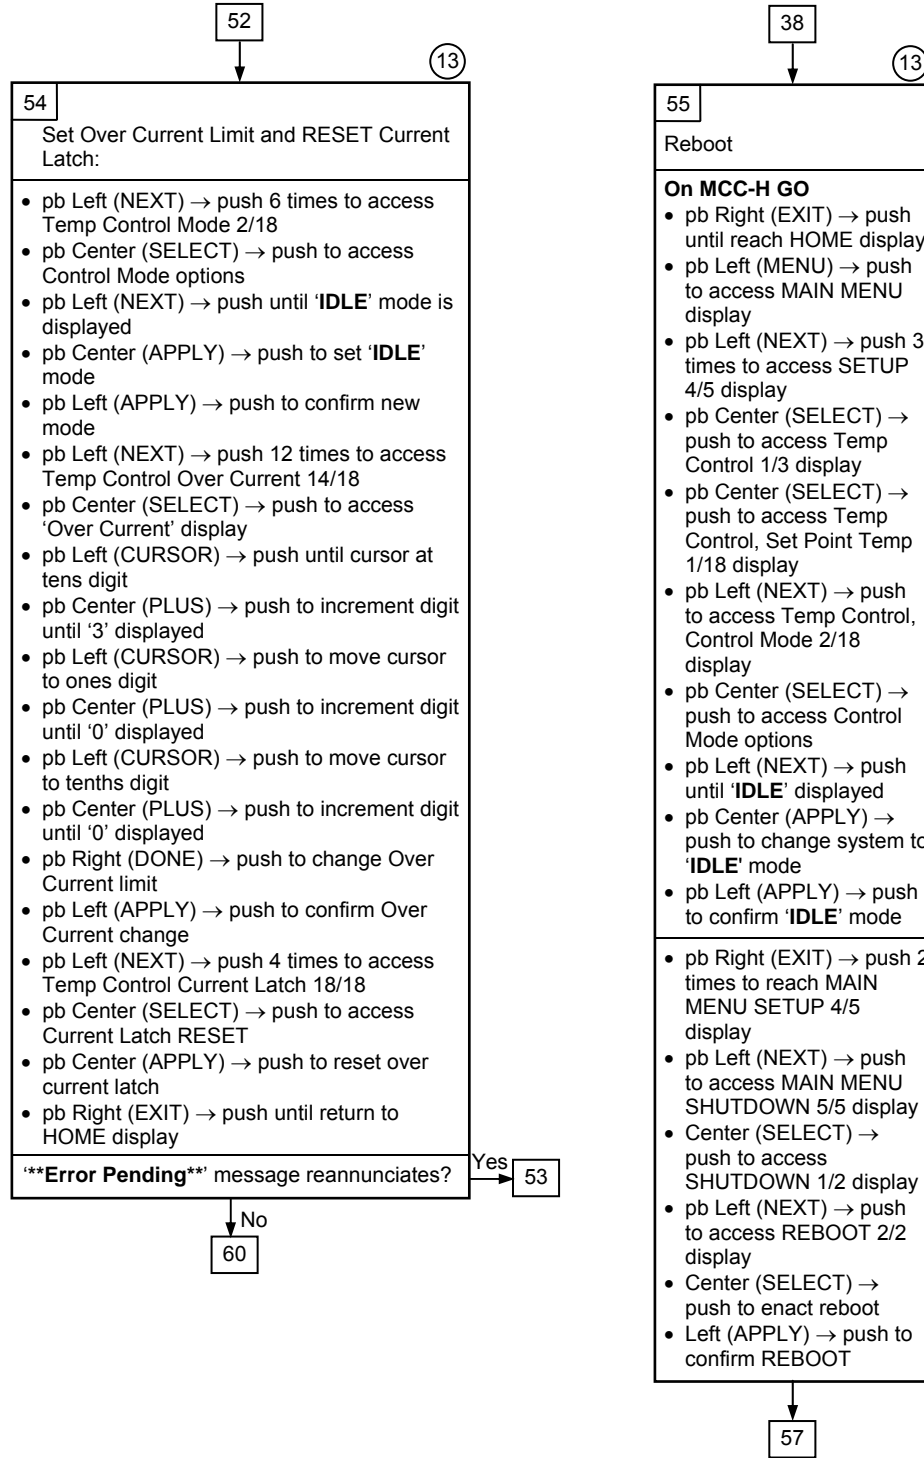 52
13
54
Set Over Current Limit and RESET Current
Latch:
• pb Left (NEXT) → push 6 times to access
Temp Control Mode 2/18
• pb Center (SELECT) → push to access
Control Mode options
• pb Left (NEXT) → push until ‘IDLE’ mode is
displayed
• pb Center (APPLY) → push to set ‘IDLE’
mode
• pb Left (APPLY) → push to confirm new
mode
• pb Left (NEXT) → push 12 times to access
Temp Control Over Current 14/18
• pb Center (SELECT) → push to access
‘Over Current’ display
• pb Left (CURSOR) → push until cursor at
tens digit
• pb Center (PLUS) → push to increment digit
until ‘3’ displayed
• pb Left (CURSOR) → push to move cursor
to ones digit
• pb Center (PLUS) → push to increment digit
until ‘0’ displayed
• pb Left (CURSOR) → push to move cursor
to tenths digit
• pb Center (PLUS) → push to increment digit
until ‘0’ displayed
• pb Right (DONE) → push to change Over
Current limit
• pb Left (APPLY) → push to confirm Over
Current change
• pb Left (NEXT) → push 4 times to access
Temp Control Current Latch 18/18
• pb Center (SELECT) → push to access
Current Latch RESET
• pb Center (APPLY) → push to reset over
current latch
• pb Right (EXIT) → push until return to
HOME display
‘**Error Pending**’ message reannunciates?
Yes
53
No
60
38
13
55
Reboot
On MCC-H GO
• pb Right (EXIT) → push
until reach HOME display
• pb Left (MENU) → push
to access MAIN MENU
display
• pb Left (NEXT) → push 3
times to access SETUP
4/5 display
• pb Center (SELECT) →
push to access Temp
Control 1/3 display
• pb Center (SELECT) →
push to access Temp
Control, Set Point Temp
1/18 display
• pb Left (NEXT) → push
to access Temp Control,
Control Mode 2/18
display
• pb Center (SELECT) →
push to access Control
Mode options
• pb Left (NEXT) → push
until ‘IDLE’ displayed
• pb Center (APPLY) →
push to change system to
‘IDLE' mode
• pb Left (APPLY) → push
to confirm ‘IDLE’ mode
• pb Right (EXIT) → push 2
times to reach MAIN
MENU SETUP 4/5
display
• pb Left (NEXT) → push
to access MAIN MENU
SHUTDOWN 5/5 display
• Center (SELECT) →
push to access
SHUTDOWN 1/2 display
• pb Left (NEXT) → push
to access REBOOT 2/2
display
• Center (SELECT) →
push to enact reboot
• Left (APPLY) → push to
confirm REBOOT
57